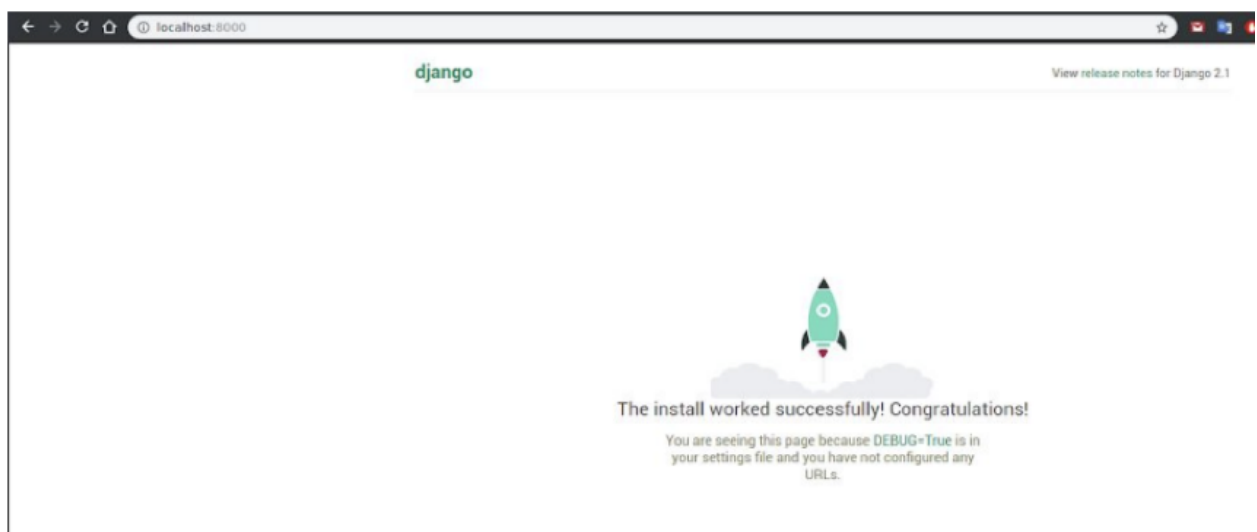 localhost:8000
django
View release notes for Django 2.1
The install worked successfully! Congratulations!
You are seeing this page because DEBUG=True is in
your settings file and you have not configured any
URLs.